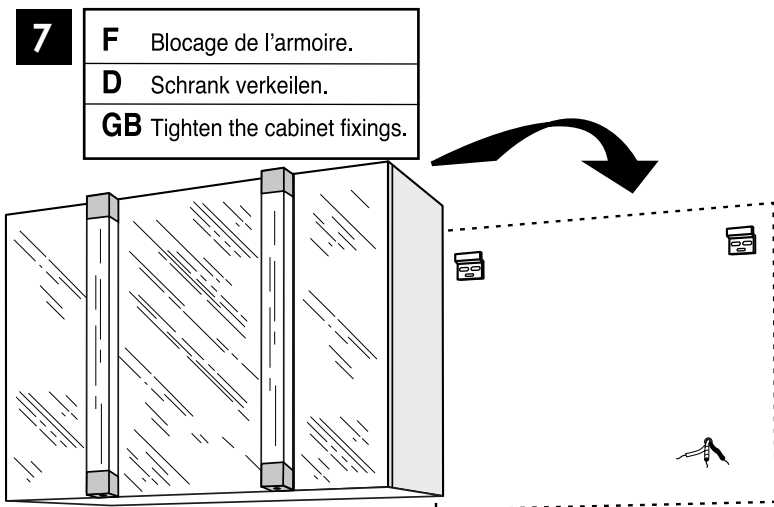 7
F Blocage de l'armoire.
D Schrank verkeilen.
GB Tighten the cabinet fixings.